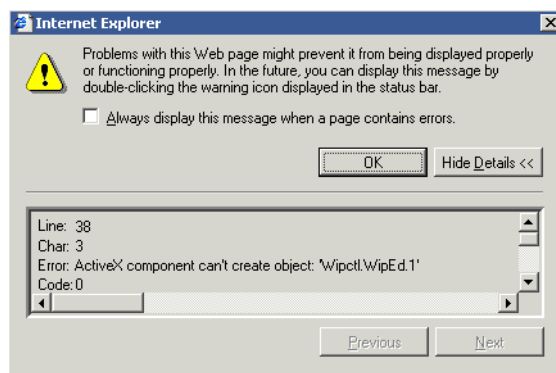 Internet Explorer
Problems with this Web page might prevent it from being displayed properly
or functioning properly. In the future, you can display this message by
double-clicking the warning icon displayed in the status bar.
Always display this message when a page contains errors.
OK
Hide Details <<
Line: 38
Char: 3
Error: ActiveX component can't create object: 'Wipctl.WipEd.1'
Code:0
Previous
Next